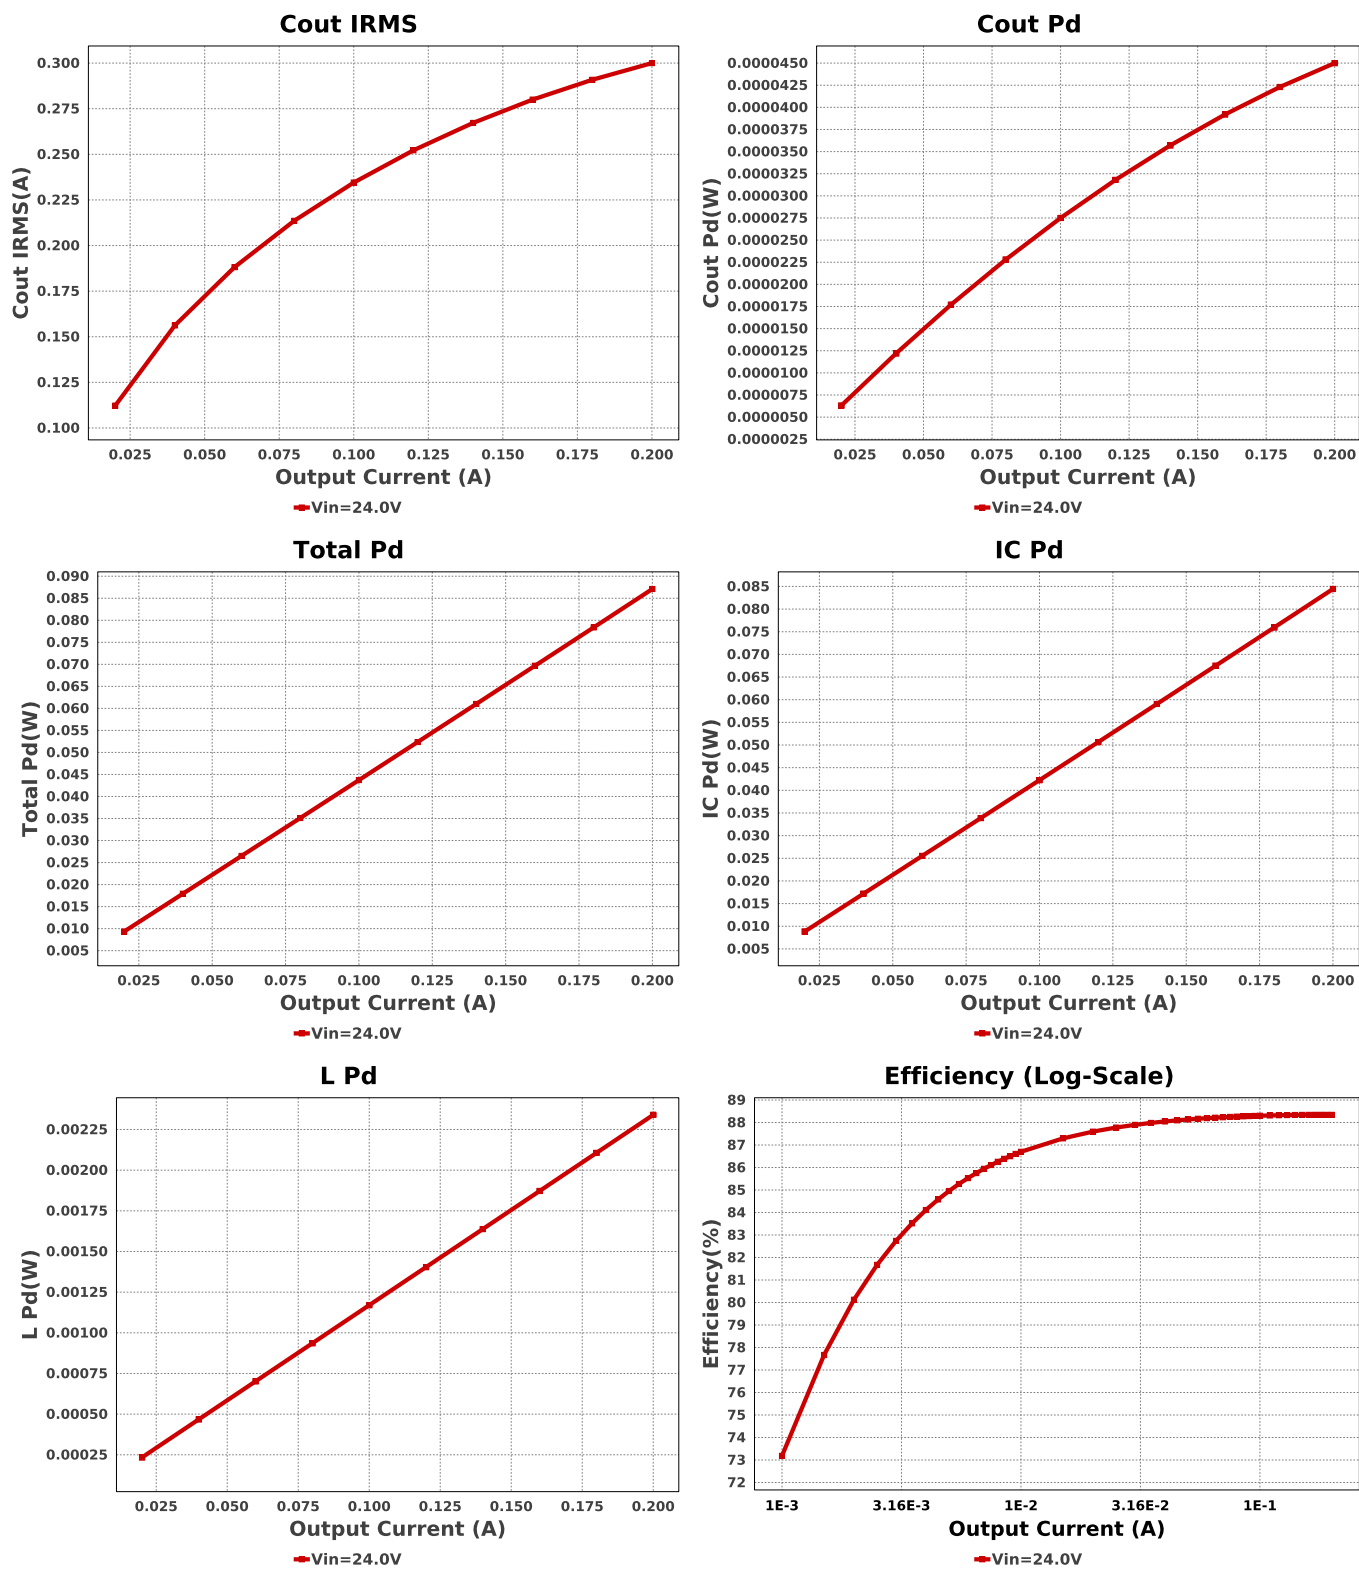 Cout IRMS
Cout IRMS(A)
0.300
0.275
0.250
0.225
0.200
0.175
0.150
0.125
0.100
0.025 0.050 0.075 0.100 0.125 0.150 0.175 0.200
Output Current (A)
Vin=24.0V
Cout Pd
Cout Pd(W)
0.0000450
0.0000425
0.0000400
0.0000375
0.0000350
0.0000325
0.0000300
0.0000275
0.0000250
0.0000225
0.0000200
0.0000175
0.0000150
0.0000125
0.0000100
0.0000075
0.0000050
0.0000025
0.025 0.050 0.075 0.100 0.125 0.150 0.175 0.200
Output Current (A)
Vin=24.0V
Total Pd
Total Pd(W)
0.090
0.085
0.080
0.075
0.070
0.065
0.060
0.055
0.050
0.045
0.040
0.035
0.030
0.025
0.020
0.015
0.010
0.005
0.025 0.050 0.075 0.100 0.125 0.150 0.175 0.200
Output Current (A)
Vin=24.0V
IC Pd
IC Pd(W)
0.085
0.080
0.075
0.070
0.065
0.060
0.055
0.050
0.045
0.040
0.035
0.030
0.025
0.020
0.015
0.010
0.005
0.025 0.050 0.075 0.100 0.125 0.150 0.175 0.200
Output Current (A)
Vin=24.0V
L Pd
L Pd(W)
0.00225
0.00200
0.00175
0.00150
0.00125
0.00100
0.00075
0.00050
0.00025
0.025 0.050 0.075 0.100 0.125 0.150 0.175 0.200
Output Current (A)
Vin=24.0V
Efficiency (Log-Scale)
Efficiency(%)
89
88
87
86
85
84
83
82
81
80
79
78
77
76
75
74
73
72
1E-3 3.16E-3 1E-2 3.16E-2 1E-1
Output Current (A)
Vin=24.0V